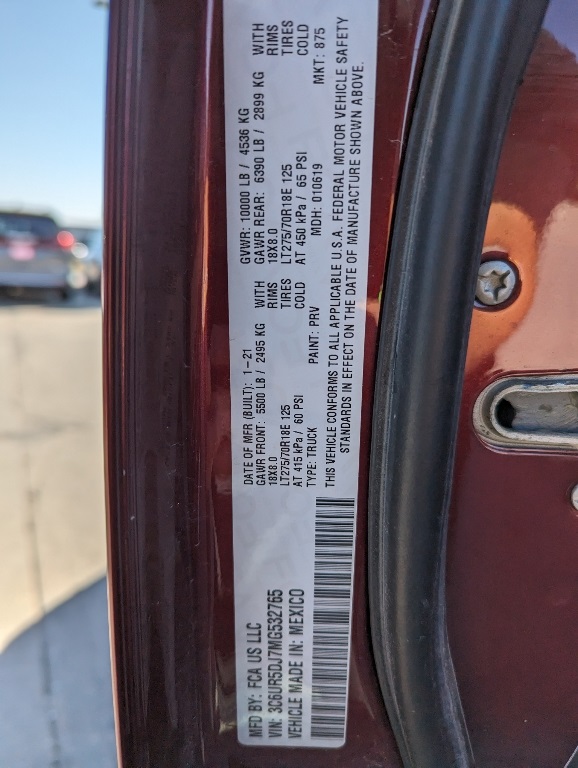 MFD BY: FCA US LLC
VIN: 3C6UR5DJ7MG532765
VEHICLE MADE IN: MEXICO
DATE OF MFR (BUILT): 1-21 GVWR: 10000 LB / 4536 KG
GAWR FRONT: 5500 LB / 2495 KG WITH GAWR REAR: 6390 LB / 2899 KG WITH
18X8.0 RIMS 18X8.0 RIMS
LT275/70R18E 125 TIRES LT275/70R18E 125 TIRES
AT 415 kPa / 60 PSI COLD AT 450 kPa / 65 PSI COLD
TYPE: TRUCK PAINT: PRV MDH: 010619 MKT: 875
THIS VEHICLE CONFORMS TO ALL APPLICABLE U.S.A. FEDERAL MOTOR VEHICLE SAFETY
STANDARDS IN EFFECT ON THE DATE OF MANUFACTURE SHOWN ABOVE.